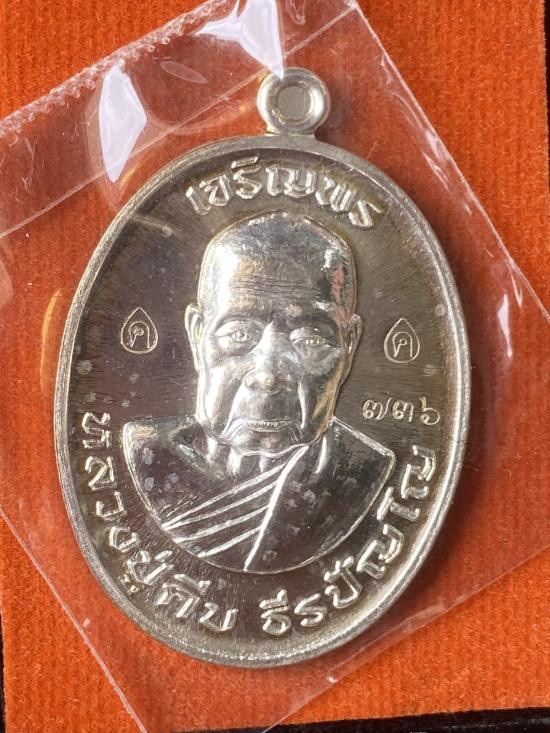 เจริญพร
ค
ค
๗๓๖
หลวงปู่คีบ ธีรปัญโญ